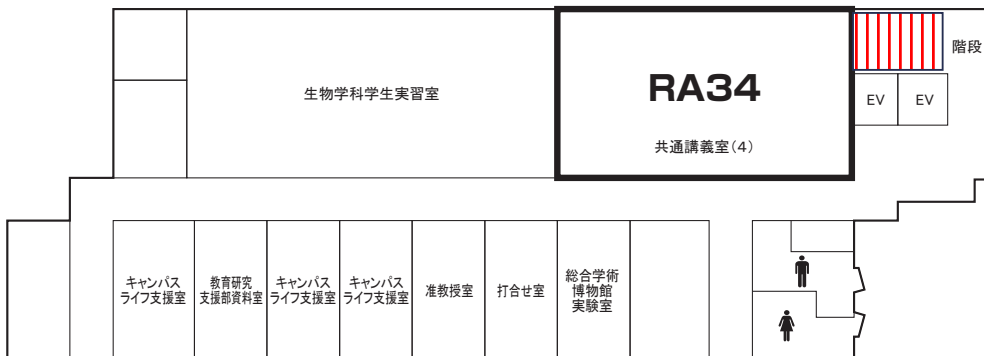 階段
RA34
EV
EV
生物学科学生実習室
共通講義室(4)
キャンパス
ライフ支援室
教育研究
支援部資料室
キャンパス
ライフ支援室
キャンパス
ライフ支援室
准教授室
打合せ室
総合学術
博物館
実験室